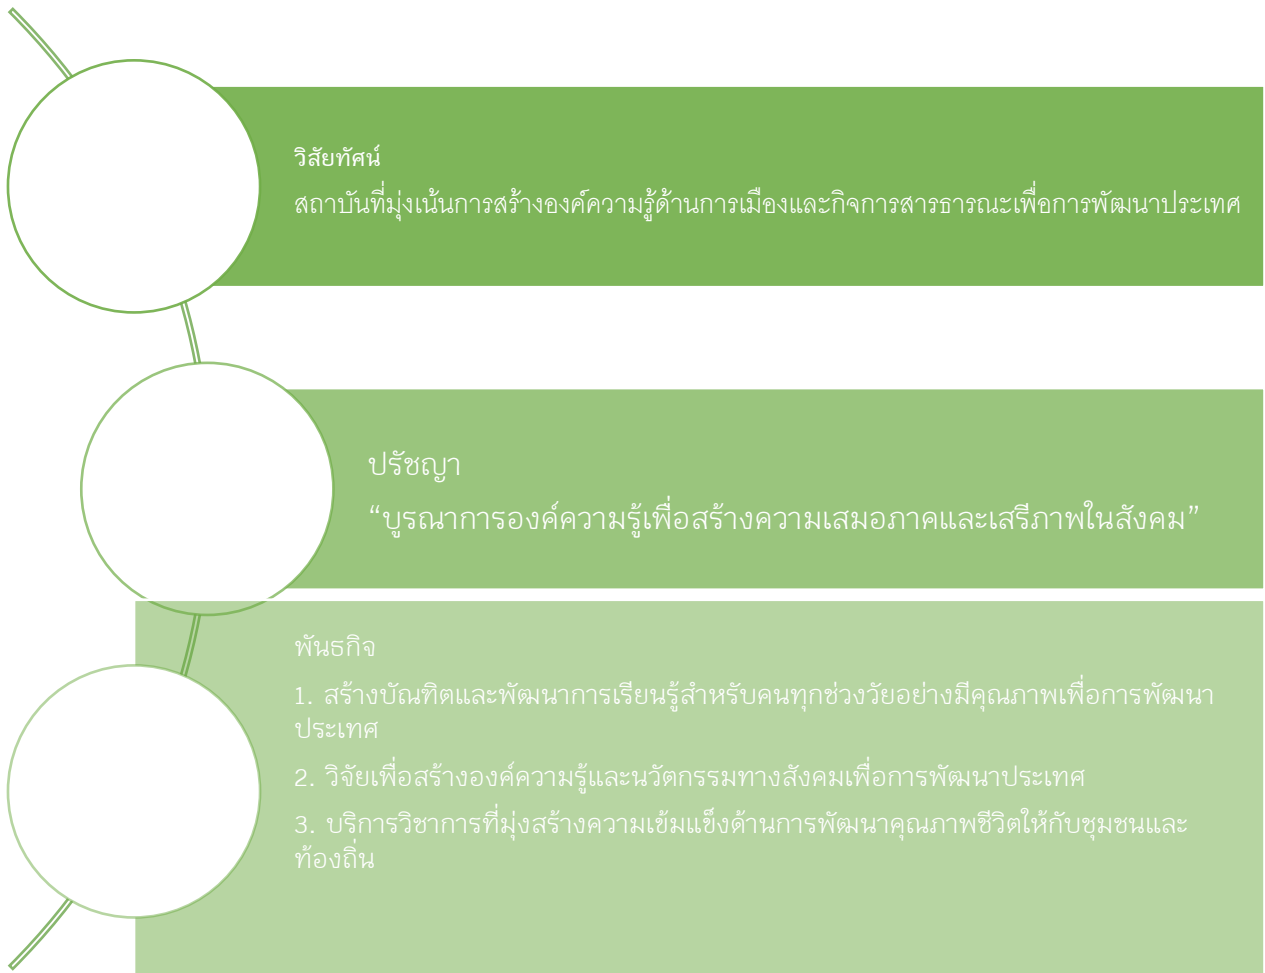 วิสัยทัศน์
สถาบันที่มุ่งเน้นการสร้างองค์ความรู้ด้านการเมืองและกิจการสารธารณะเพื่อการพัฒนาประเทศ
ปรัชญา
“บูรณาการองค์ความรู้เพื่อสร้างความเสมอภาคและเสรีภาพในสังคม”
พันธกิจ
1. สร้างบัณฑิตและพัฒนาการเรียนรู้สำหรับคนทุกช่วงวัยอย่างมีคุณภาพเพื่อการพัฒนา
ประเทศ
2. วิจัยเพื่อสร้างองค์ความรู้และนวัตกรรมทางสังคมเพื่อการพัฒนาประเทศ
3. บริการวิชาการที่มุ่งสร้างความเข้มแข็งด้านการพัฒนาคุณภาพชีวิตให้กับชุมชนและ
ท้องถิ่น